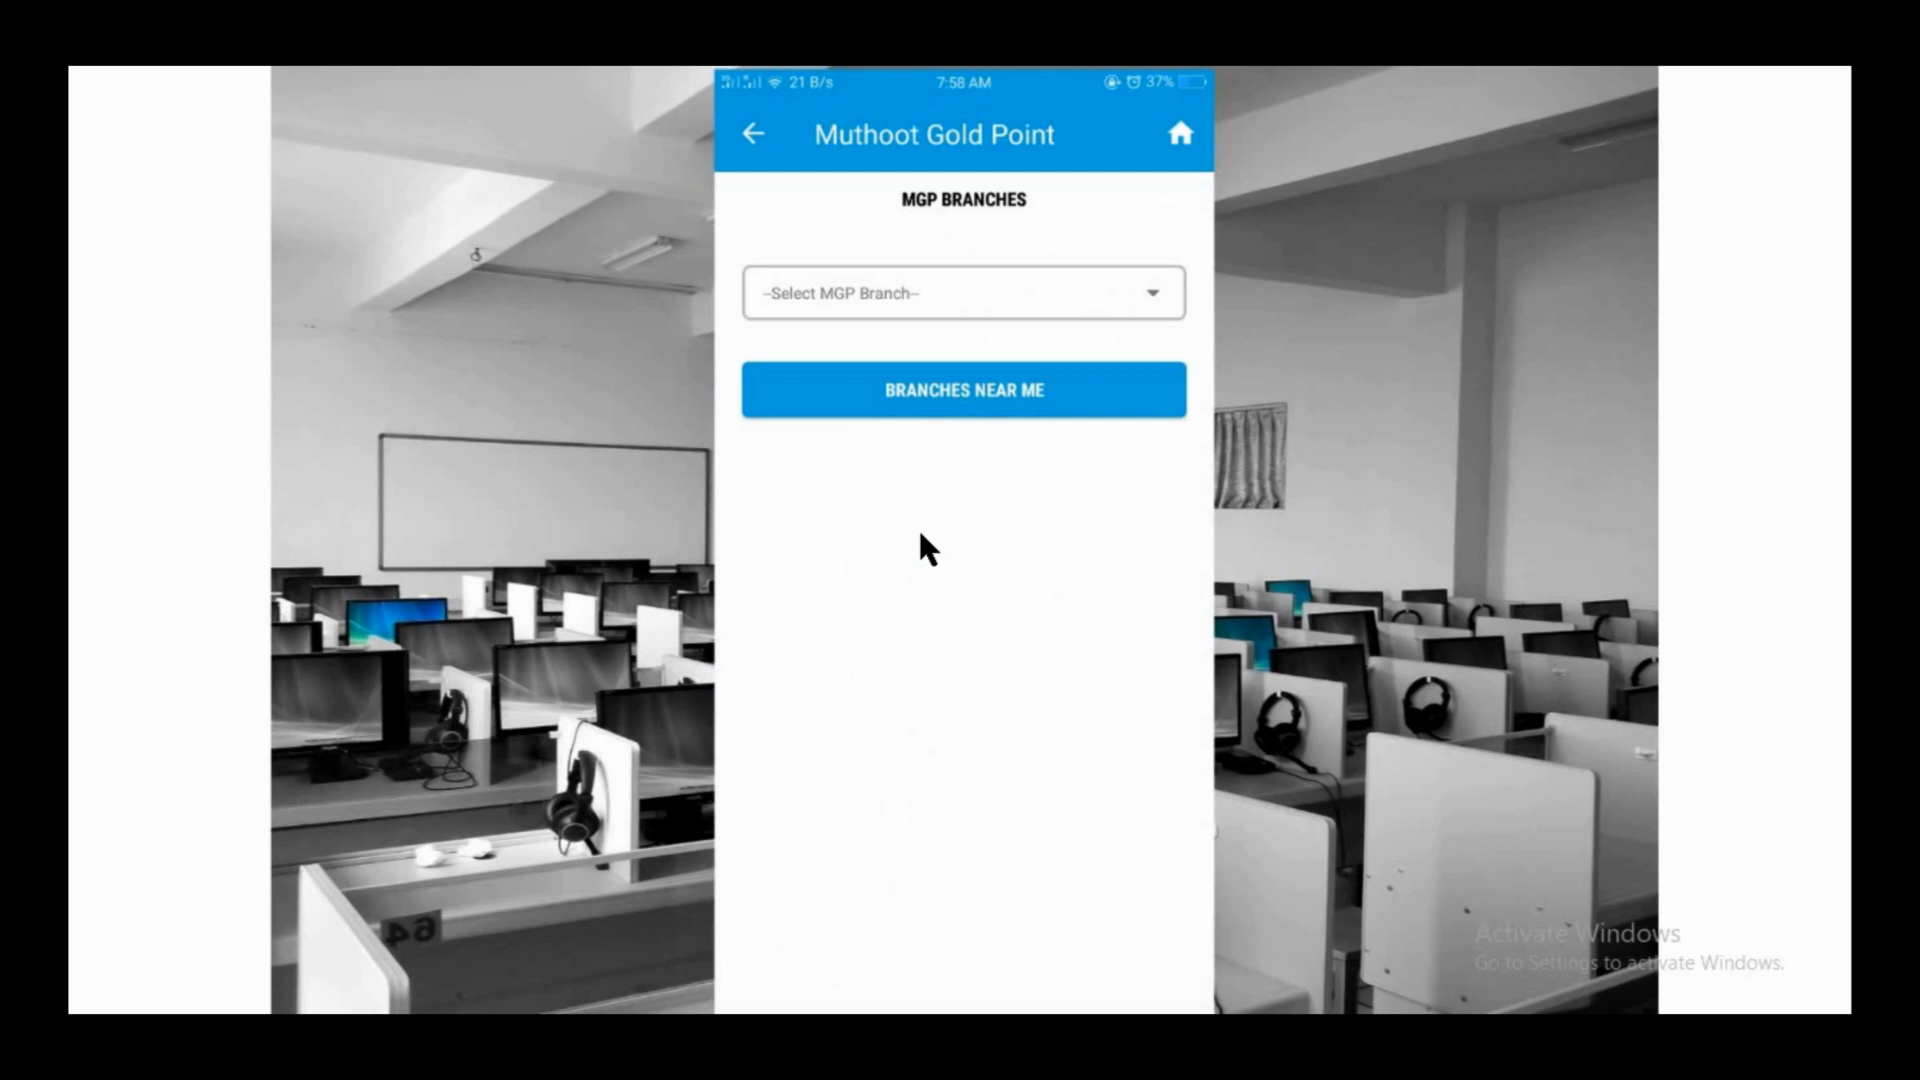 21 B/s 7:58 AM 37%
Muthoot Gold Point
MGP BRANCHES
--Select MGP Branch--
BRANCHES NEAR ME
64
Activate Windows
Go to Settings to activate Windows.